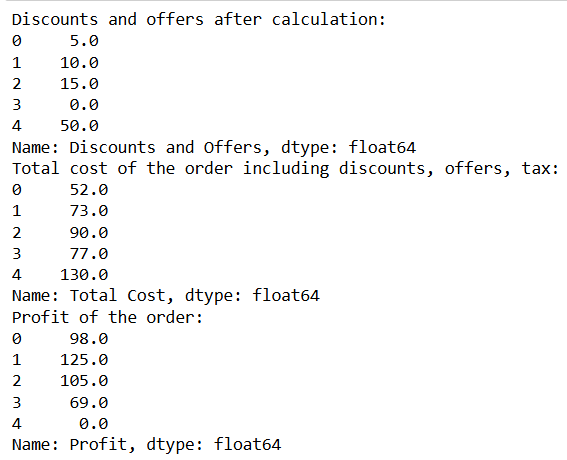 Discounts and offers after calculation:
0     5.0
1    10.0
2    15.0
3     0.0
4    50.0
Name: Discounts and Offers, dtype: float64
Total cost of the order including discounts, offers, tax:
0     52.0
1     73.0
2     90.0
3     77.0
4    130.0
Name: Total Cost, dtype: float64
Profit of the order:
0     98.0
1    125.0
2    105.0
3     69.0
4      0.0
Name: Profit, dtype: float64